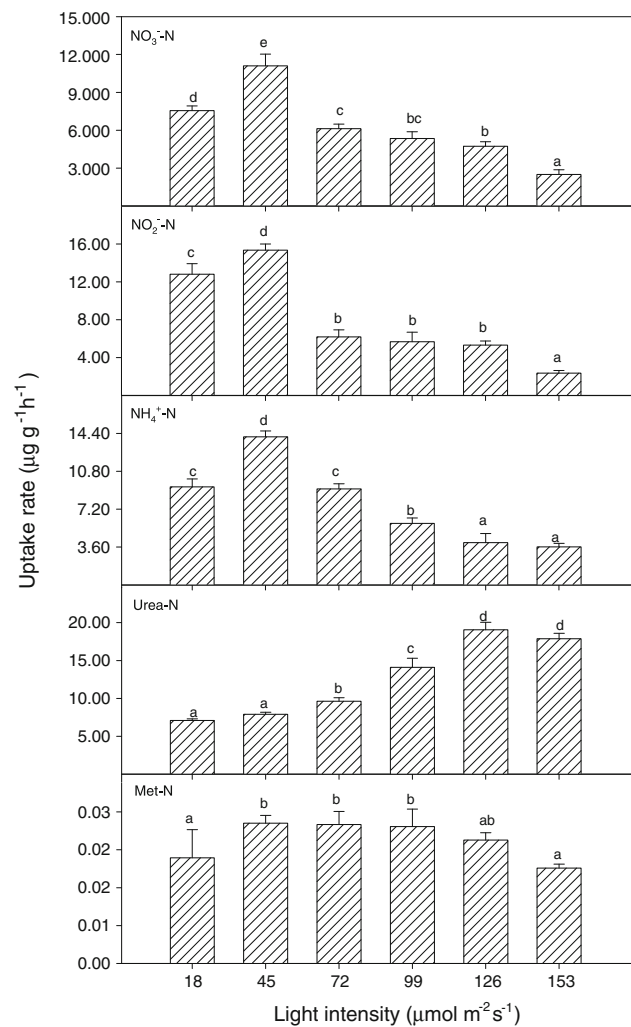 15.000
NO₃⁻-N
12.000
9.000
6.000
3.000
d
e
c
bc
b
a
NO₂⁻-N
16.00
12.00
8.00
4.00
c
d
b
b
b
a
NH₄⁺-N
14.40
10.80
7.20
3.60
c
d
c
b
a
a
Urea-N
20.00
15.00
10.00
5.00
a
a
b
c
d
d
Met-N
0.03
0.02
0.02
0.01
0.00
a
b
b
b
ab
a
18 45 72 99 126 153
Light intensity (μmol m⁻²s⁻¹)
Uptake rate (μg g⁻¹h⁻¹)